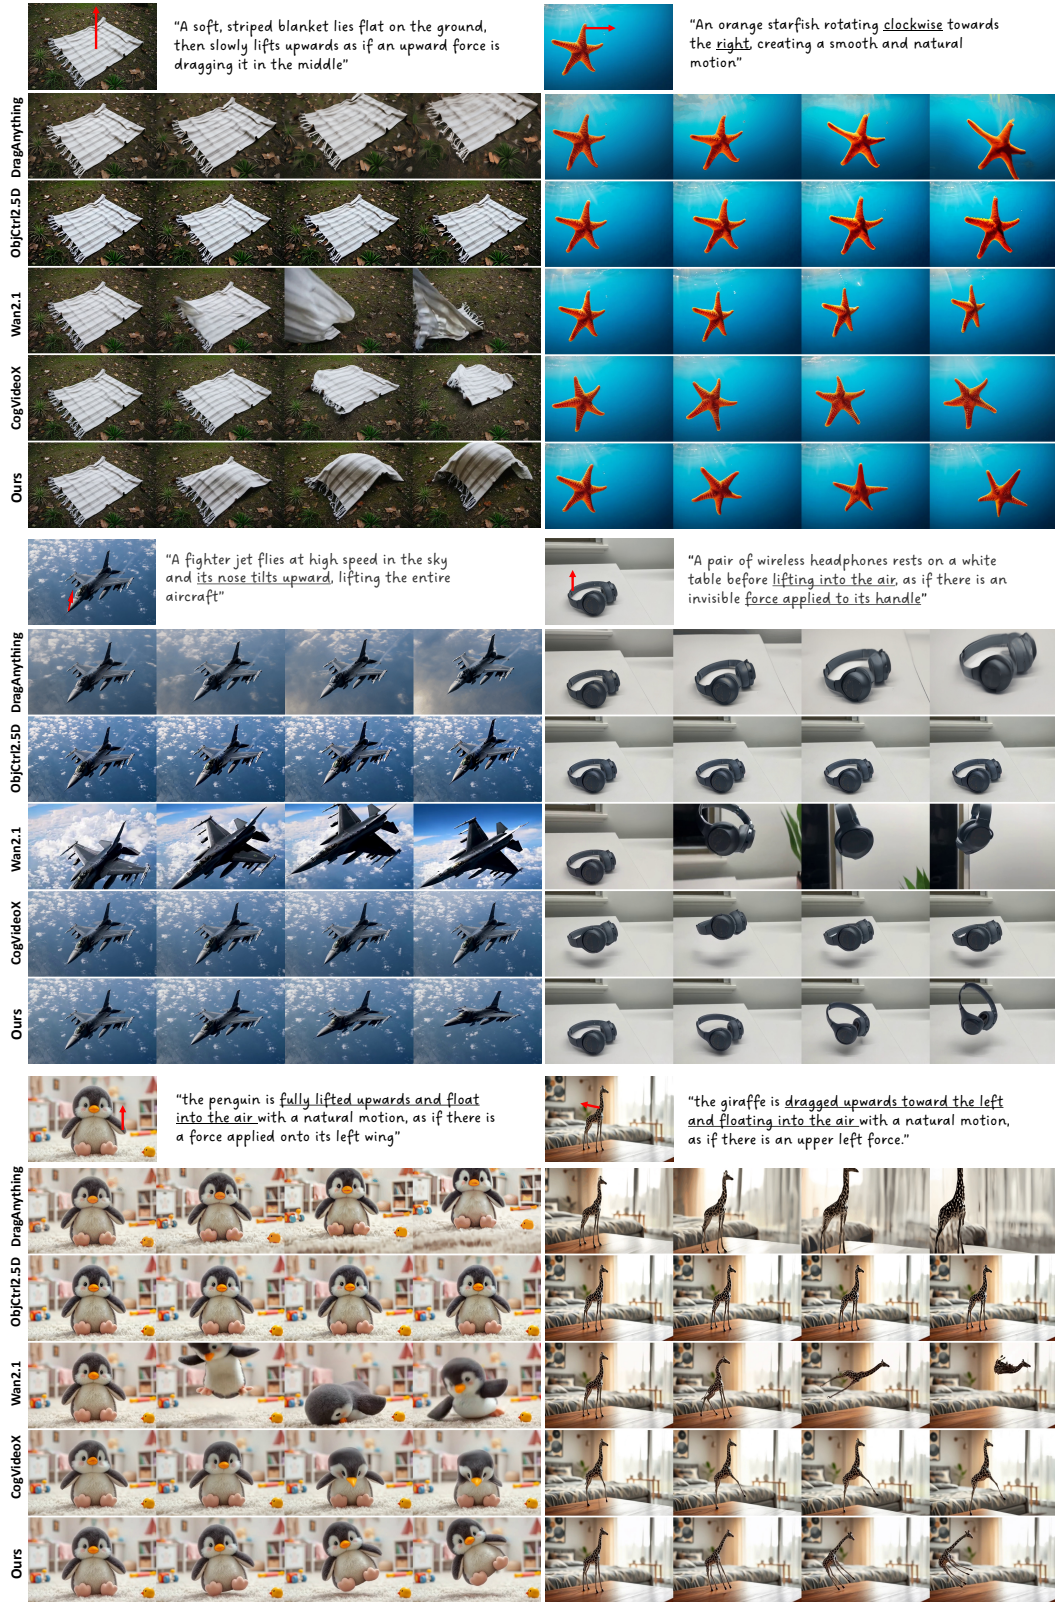 “A soft, striped blanket lies flat on the ground,
then slowly lifts upwards as if an upward force is
dragging it in the middle”
“An orange starfish rotating clockwise towards
the right, creating a smooth and natural
motion”
DragAnything
ObjCtrl2.5D
Wan2.1
CogVideoX
Ours
“A fighter jet flies at high speed in the sky
and its nose tilts upward, lifting the entire
aircraft”
“A pair of wireless headphones rests on a white
table before lifting into the air, as if there is an
invisible force applied to its handle”
DragAnything
ObjCtrl2.5D
Wan2.1
CogVideoX
Ours
“the penguin is fully lifted upwards and float
into the air with a natural motion, as if there is
a force applied onto its left wing”
“the giraffe is dragged upwards toward the left
and floating into the air with a natural motion,
as if there is an upper left force.”
DragAnything
ObjCtrl2.5D
Wan2.1
CogVideoX
Ours